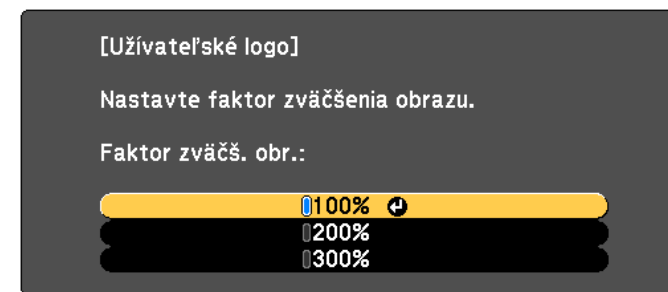 [Užívateľské logo]
Nastavte faktor zväčšenia obrazu.
Faktor zväčš. obr.:
100%
200%
300%